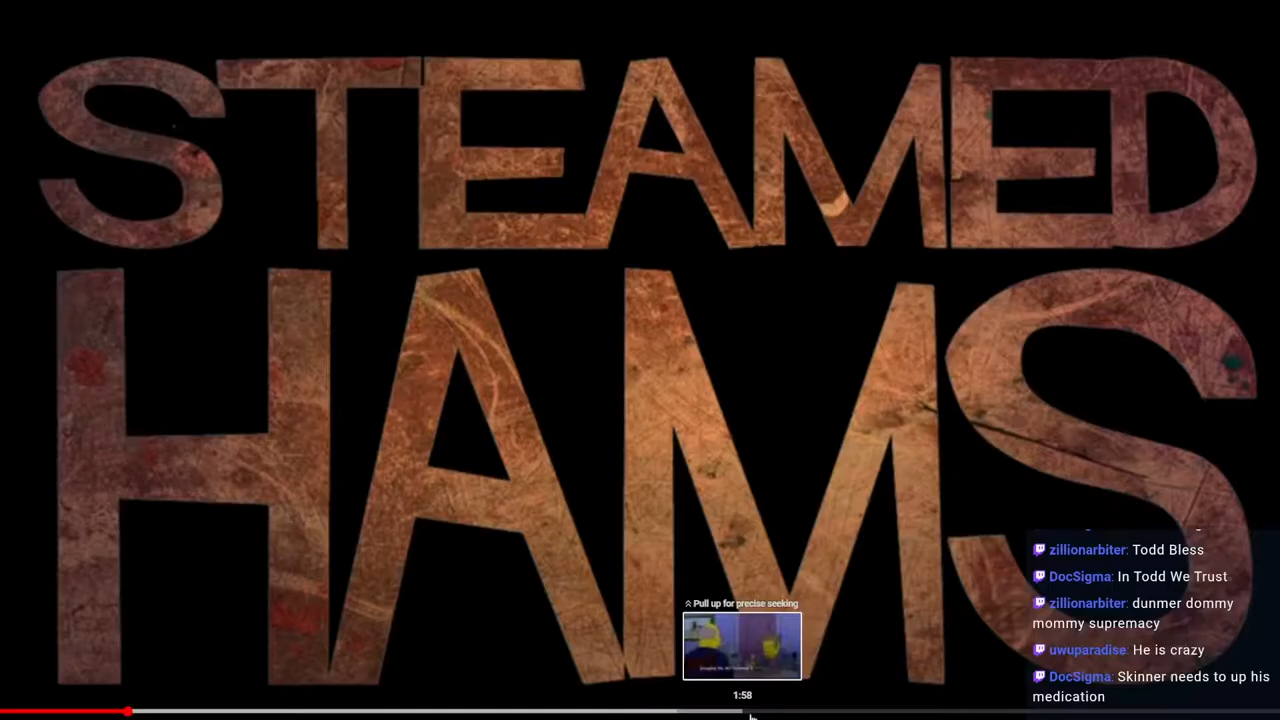 STEAMED
HAMS
zillionarbiter: Todd Bless
DocSigma: In Todd We Trust
zillionarbiter: dunmer dommy
mommy supremacy
uwuparadise: He is crazy
DocSigma: Skinner needs to up his
medication
Pull up for precise seeking
1:58